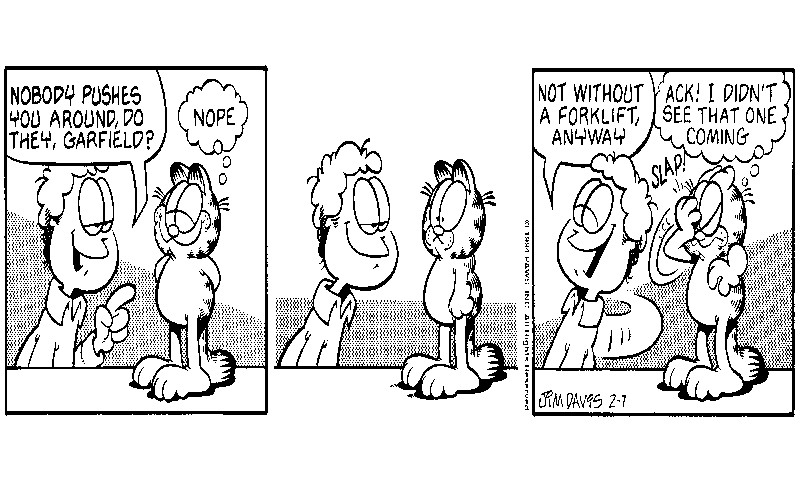 NOBODY PUSHES
YOU AROUND, DO
THEY, GARFIELD?
NOPE
NOT WITHOUT
A FORKLIFT,
ANYWAY
ACK! I DIDN'T
SEE THAT ONE
COMING
SLAP!
JIM DAVIS 2-7